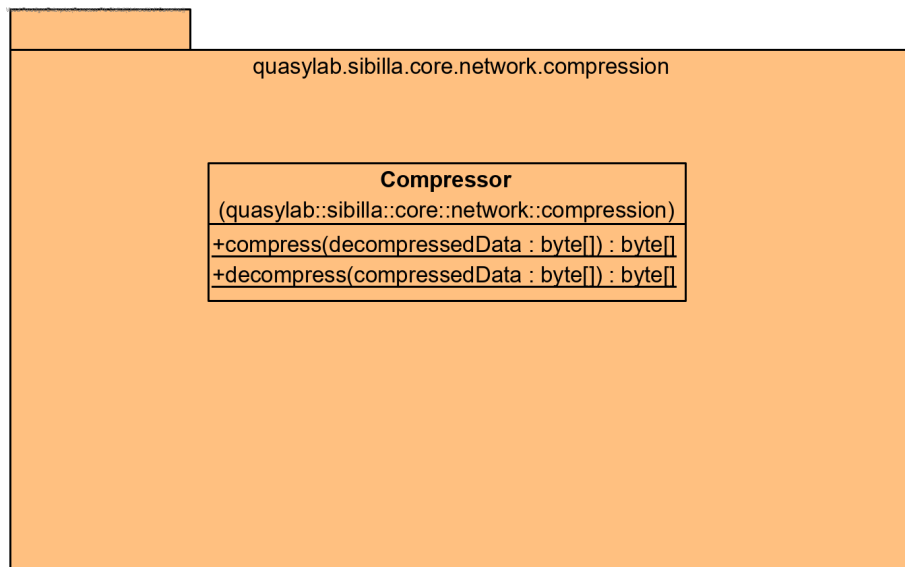 quasylab.sibilla.core.network.compression
Compressor
(quasylab::sibilla::core::network::compression)
+compress(decompressedData : byte[]) : byte[]
+decompress(compressedData : byte[]) : byte[]